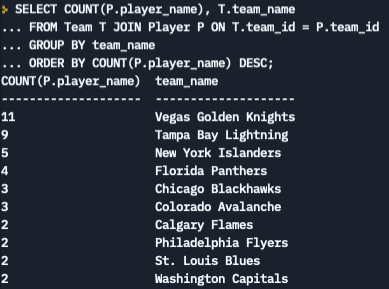 SELECT COUNT(P.player_name), T.team_name
... FROM Team T JOIN Player P ON T.team_id = P.team_id
... GROUP BY team_name
... ORDER BY COUNT(P.player_name) DESC;
COUNT(P.player_name)  team_name
--------------------  --------------------
11                    Vegas Golden Knights
9                     Tampa Bay Lightning
5                     New York Islanders
4                     Florida Panthers
3                     Chicago Blackhawks
3                     Colorado Avalanche
2                     Calgary Flames
2                     Philadelphia Flyers
2                     St. Louis Blues
2                     Washington Capitals